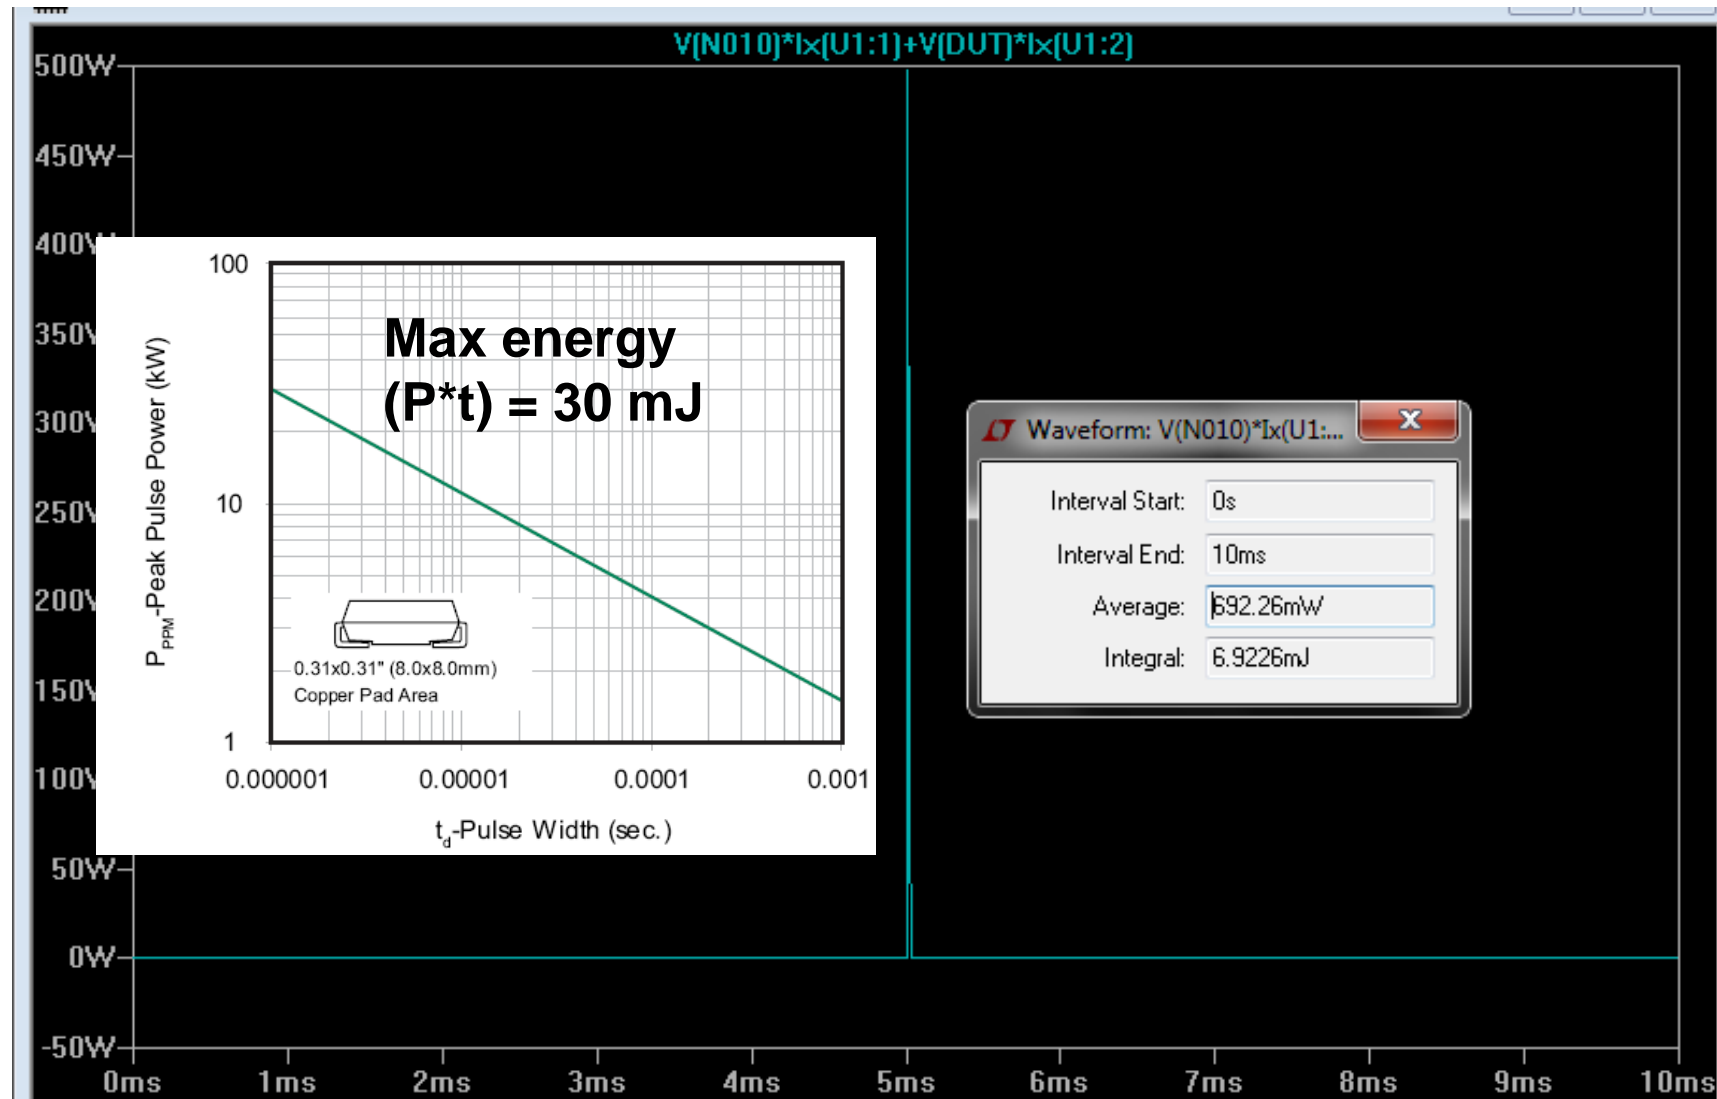 V(N010)*Ix(U1:1)+V(DUT)*Ix(U1:2)
500W
450W
400W
350W
300W
250W
200W
150W
100W
50W
0W
-50W
0ms 1ms 2ms 3ms 4ms 5ms 6ms 7ms 8ms 9ms 10ms
Max energy
(P*t) = 30 mJ
PPPM-Peak Pulse Power (kW)
100
10
1
0.31x0.31" (8.0x8.0mm)
Copper Pad Area
0.000001 0.00001 0.0001 0.001
td-Pulse Width (sec.)
Waveform: V(N010)*Ix(U1:...
Interval Start: 0s
Interval End: 10ms
Average: 692.26mW
Integral: 6.9226mJ